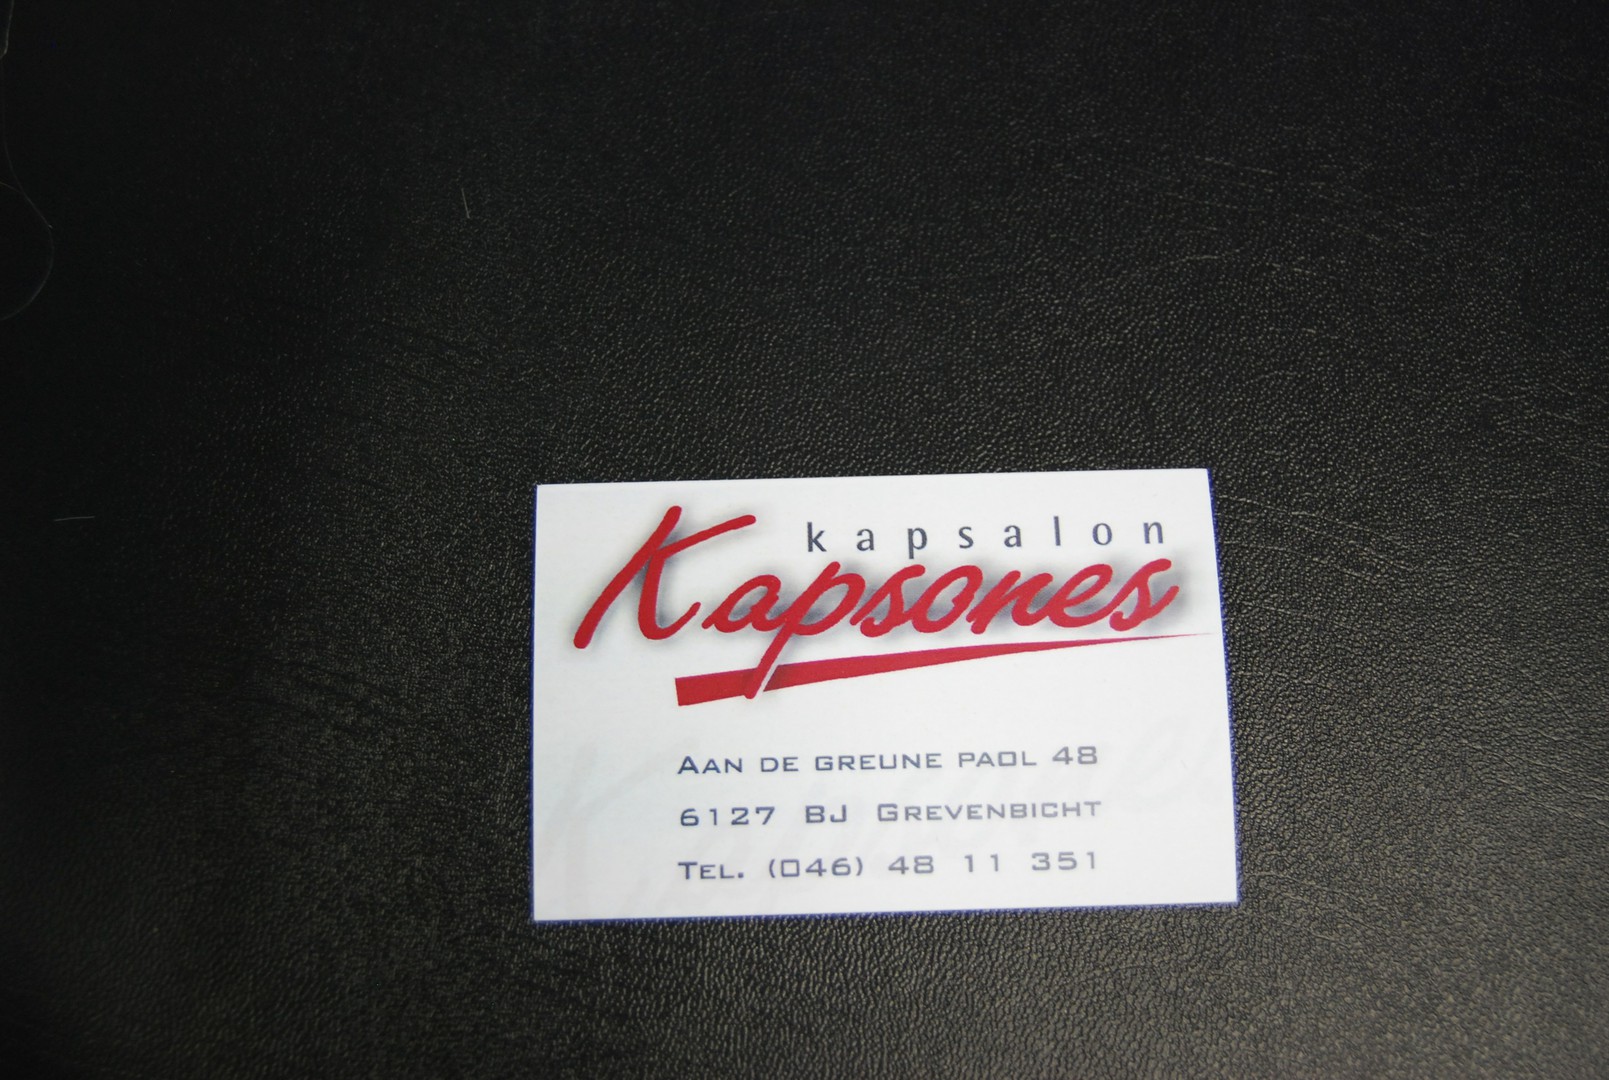 kapsalon
Kapsones
AAN DE GREUNE PAOL 48
6127 BJ GREVENBICHT
TEL. (046) 48 11 351